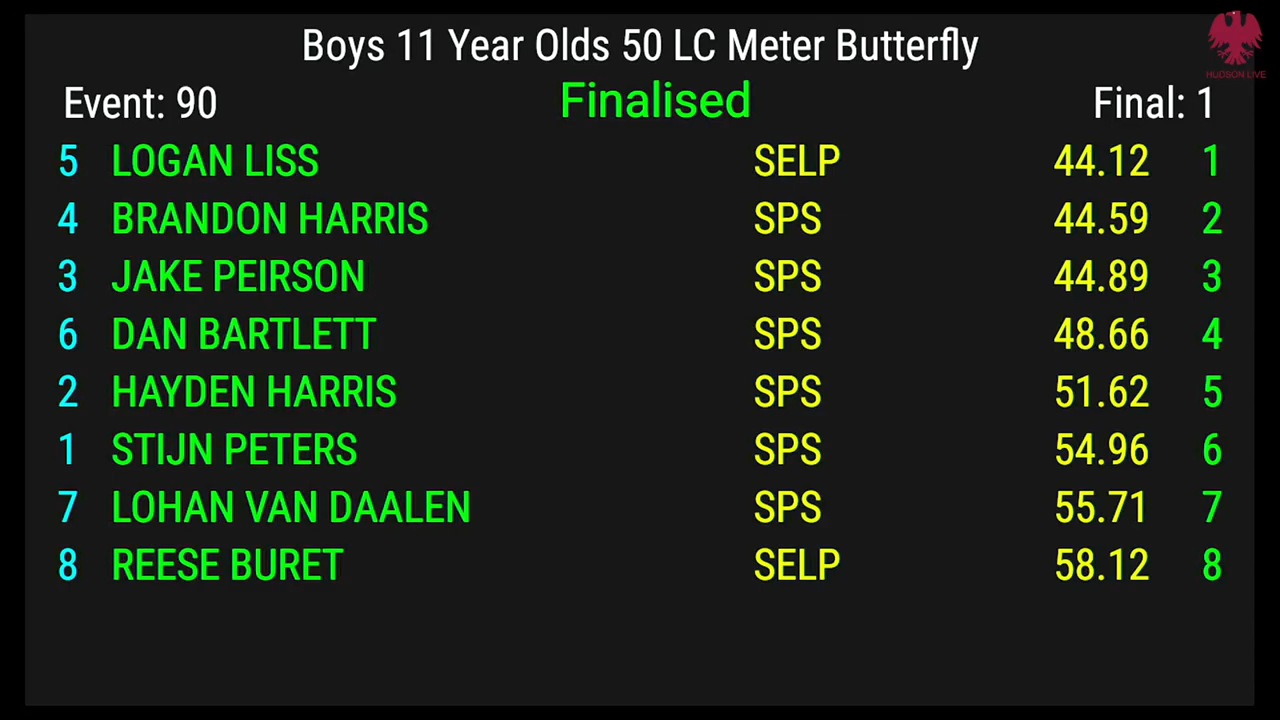 HUDSON LIVE
Boys 11 Year Olds 50 LC Meter Butterfly
Event: 90 Finalised Final: 1
5 LOGAN LISS SELP 44.12 1
4 BRANDON HARRIS SPS 44.59 2
3 JAKE PEIRSON SPS 44.89 3
6 DAN BARTLETT SPS 48.66 4
2 HAYDEN HARRIS SPS 51.62 5
1 STIJN PETERS SPS 54.96 6
7 LOHAN VAN DAALEN SPS 55.71 7
8 REESE BURET SELP 58.12 8